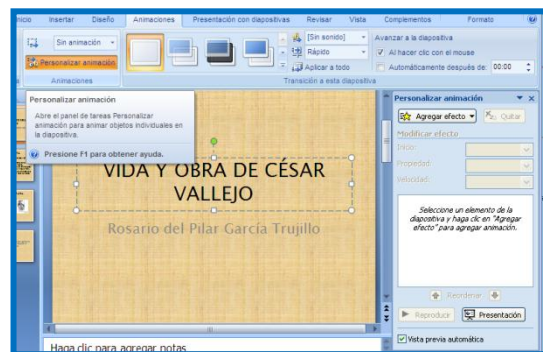 Inicio Insertar Diseño Animaciones Presentación con diapositivas Revisar Vista Complementos Formato
Sin animación
Personalizar animación
Animaciones
[Sin sonido]
Rápido
Aplicar a todo
Transición a esta diapositiva
Avanzar a la diapositiva
Al hacer clic con el mouse
Automáticamente después de: 00:00
Personalizar animación
Abre el panel de tareas Personalizar
animación para animar objetos individuales en
la diapositiva.
Presione F1 para obtener ayuda.
VIDA Y OBRA DE CÉSAR
VALLEJO
Rosario del Pilar García Trujillo
Haga clic para agregar notas
Personalizar animación
Agregar efecto Quitar
Modificar efecto
Inicio:
Propiedad:
Velocidad:
Seleccione un elemento de la
diapositiva y haga clic en "Agregar
efecto" para agregar animación.
Reordenar
Reproducir Presentación
Vista previa automática